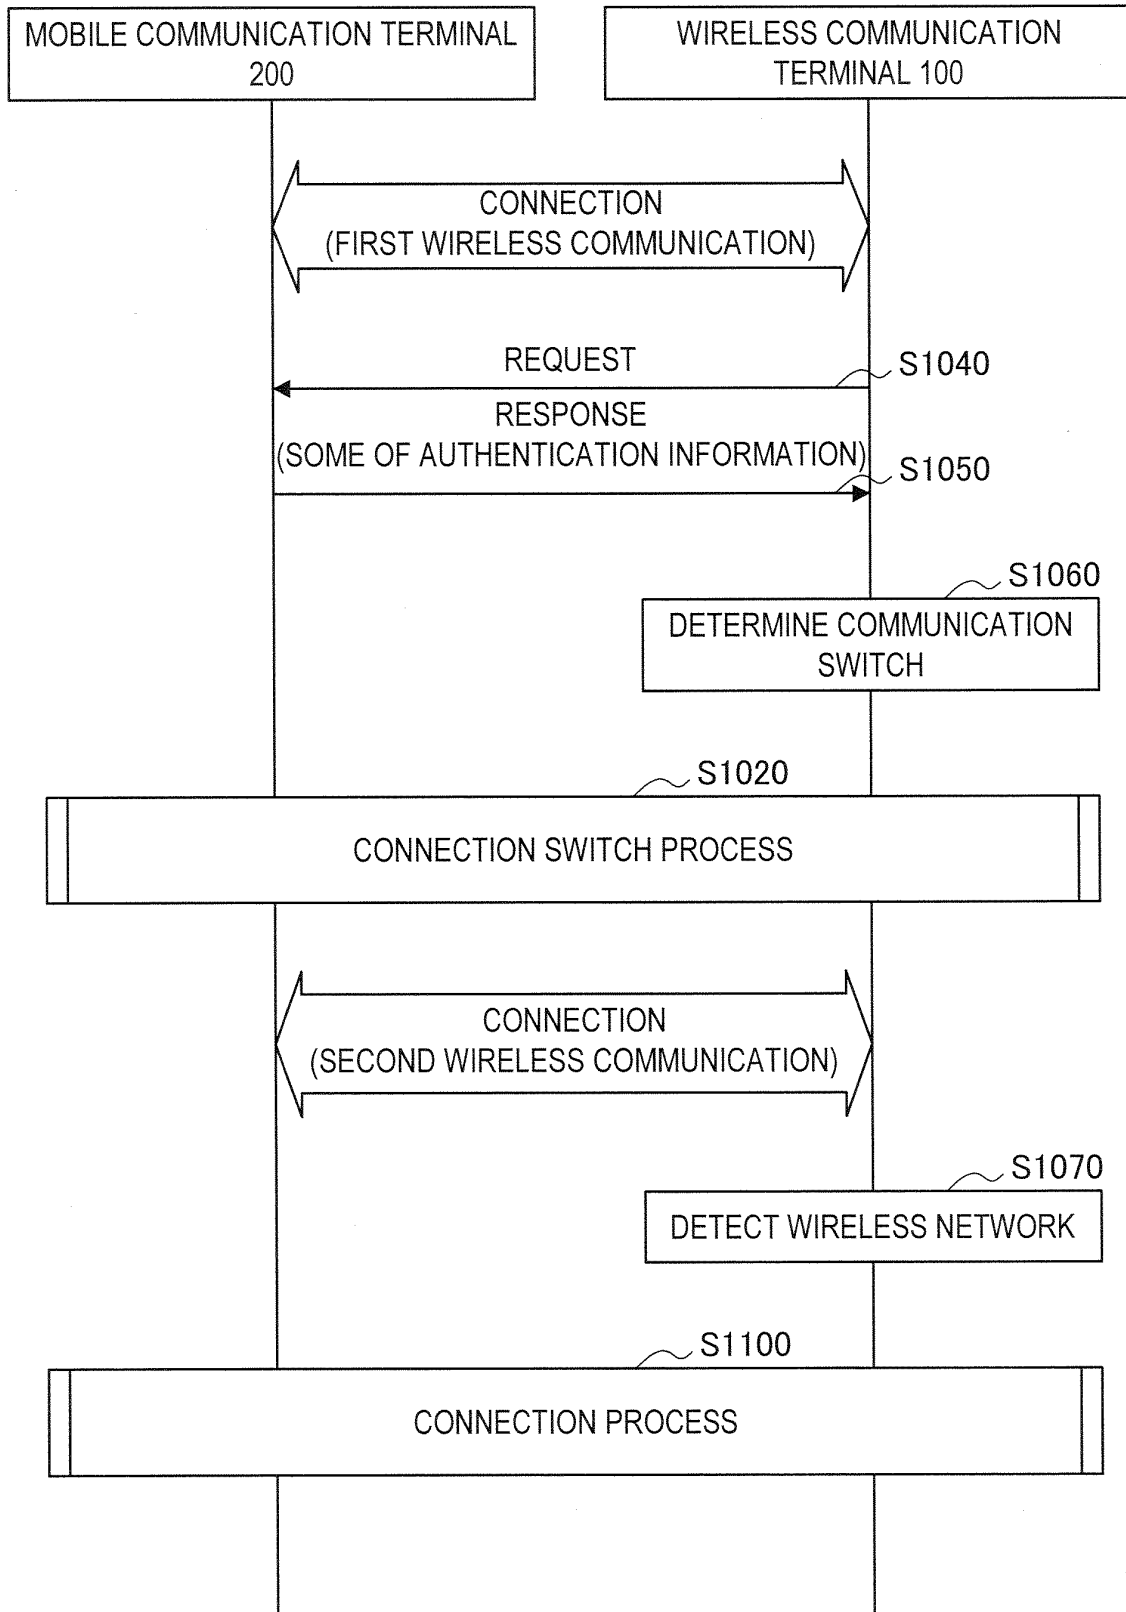 MOBILE COMMUNICATION TERMINAL
200
WIRELESS COMMUNICATION
TERMINAL 100
CONNECTION
(FIRST WIRELESS COMMUNICATION)
REQUEST
S1040
RESPONSE
(SOME OF AUTHENTICATION INFORMATION)
S1050
S1060
DETERMINE COMMUNICATION
SWITCH
S1020
CONNECTION SWITCH PROCESS
CONNECTION
(SECOND WIRELESS COMMUNICATION)
S1070
DETECT WIRELESS NETWORK
S1100
CONNECTION PROCESS